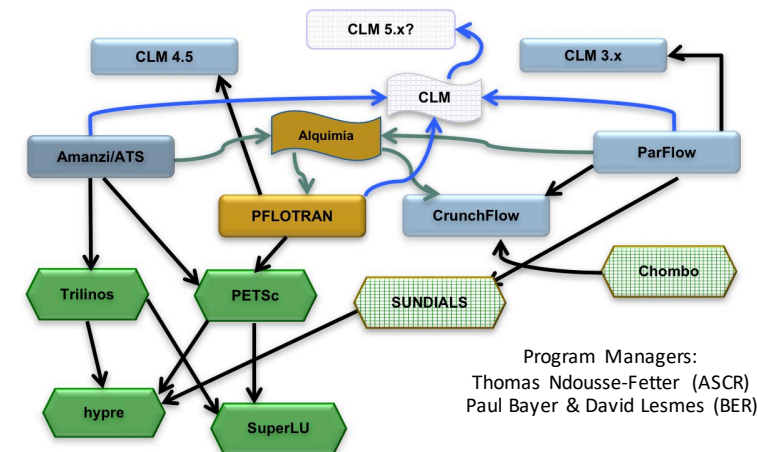 CLM 5.x?
CLM 4.5
CLM 3.x
CLM
Alquimia
Amanzi/ATS
ParFlow
PFLOTRAN
CrunchFlow
Chombo
Trilinos
PETSc
SUNDIALS
hypre
SuperLU
Program Managers:
Thomas Ndousse-Fetter (ASCR)
Paul Bayer & David Lesmes (BER)